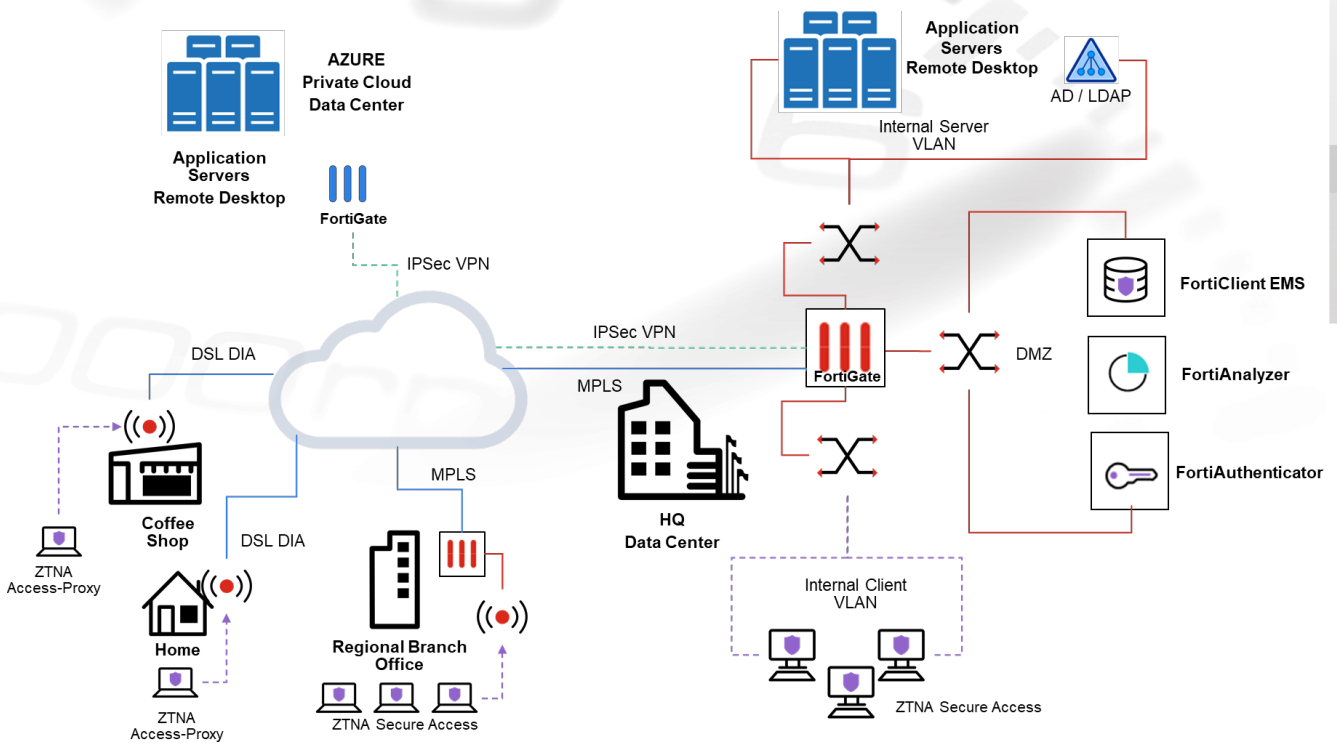 AZURE
Private Cloud
Data Center
Application
Servers
Remote Desktop
FortiGate
IPSec VPN
Application
Servers
Remote Desktop
AD / LDAP
Internal Server
VLAN
FortiClient EMS
IPSec VPN
DSL DIA
MPLS
FortiGate
DMZ
FortiAnalyzer
MPLS
FortiAuthenticator
HQ
Data Center
Coffee
Shop
DSL DIA
ZTNA
Access-Proxy
Home
Regional Branch
Office
Internal Client
VLAN
ZTNA
Access-Proxy
ZTNA Secure Access
ZTNA Secure Access